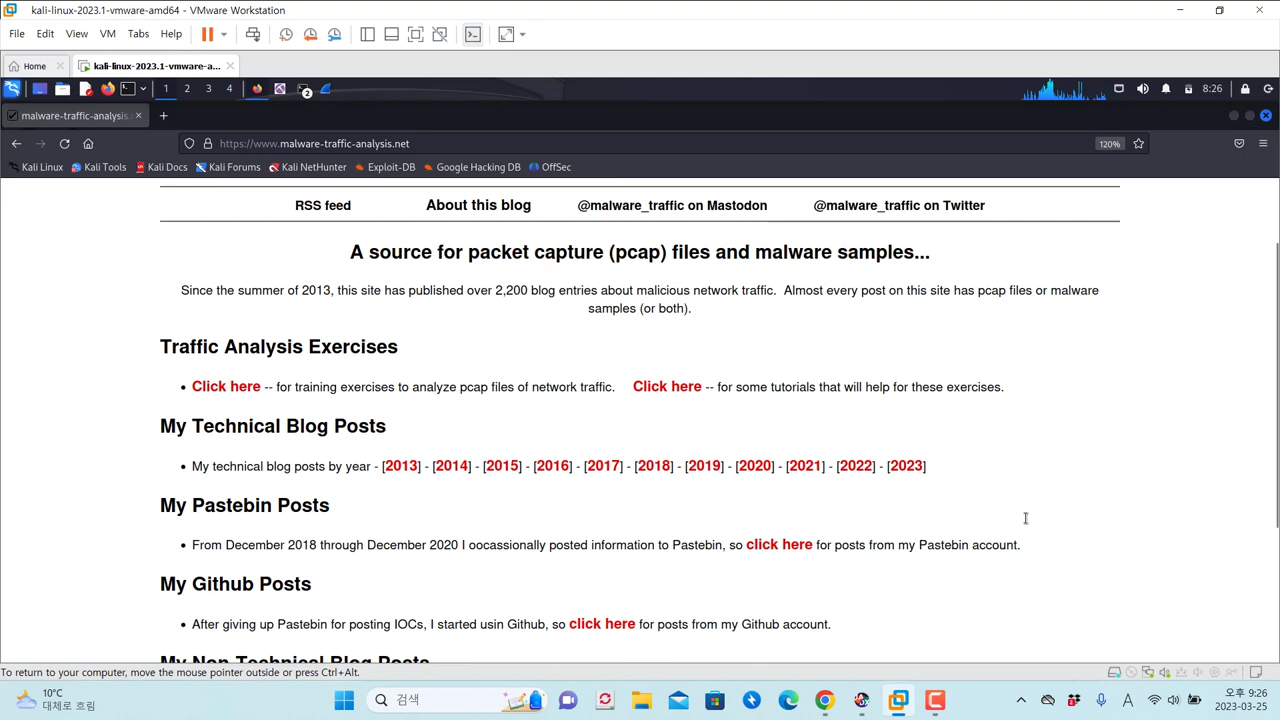 kali-linux-2023.1-vmware-amd64 - VMware Workstation
File Edit View VM Tabs Help
Home kali-linux-2023.1-vmware-a...
1 2 3 4 2 8:26
malware-traffic-analysis.
https://www.malware-traffic-analysis.net 120%
Kali Linux Kali Tools Kali Docs Kali Forums Kali NetHunter Exploit-DB Google Hacking DB OffSec
RSS feed About this blog @malware_traffic on Mastodon @malware_traffic on Twitter
A source for packet capture (pcap) files and malware samples...
Since the summer of 2013, this site has published over 2,200 blog entries about malicious network traffic. Almost every post on this site has pcap files or malware
samples (or both).
Traffic Analysis Exercises
• Click here -- for training exercises to analyze pcap files of network traffic. Click here -- for some tutorials that will help for these exercises.
My Technical Blog Posts
• My technical blog posts by year - [2013] - [2014] - [2015] - [2016] - [2017] - [2018] - [2019] - [2020] - [2021] - [2022] - [2023]
My Pastebin Posts
• From December 2018 through December 2020 I oocassionally posted information to Pastebin, so click here for posts from my Pastebin account.
My Github Posts
• After giving up Pastebin for posting IOCs, I started usin Github, so click here for posts from my Github account.
My Non-Technical Blog Posts
To return to your computer, move the mouse pointer outside or press Ctrl+Alt.
10°C
대체로 흐림
검색
A
오후 9:26
2023-03-25